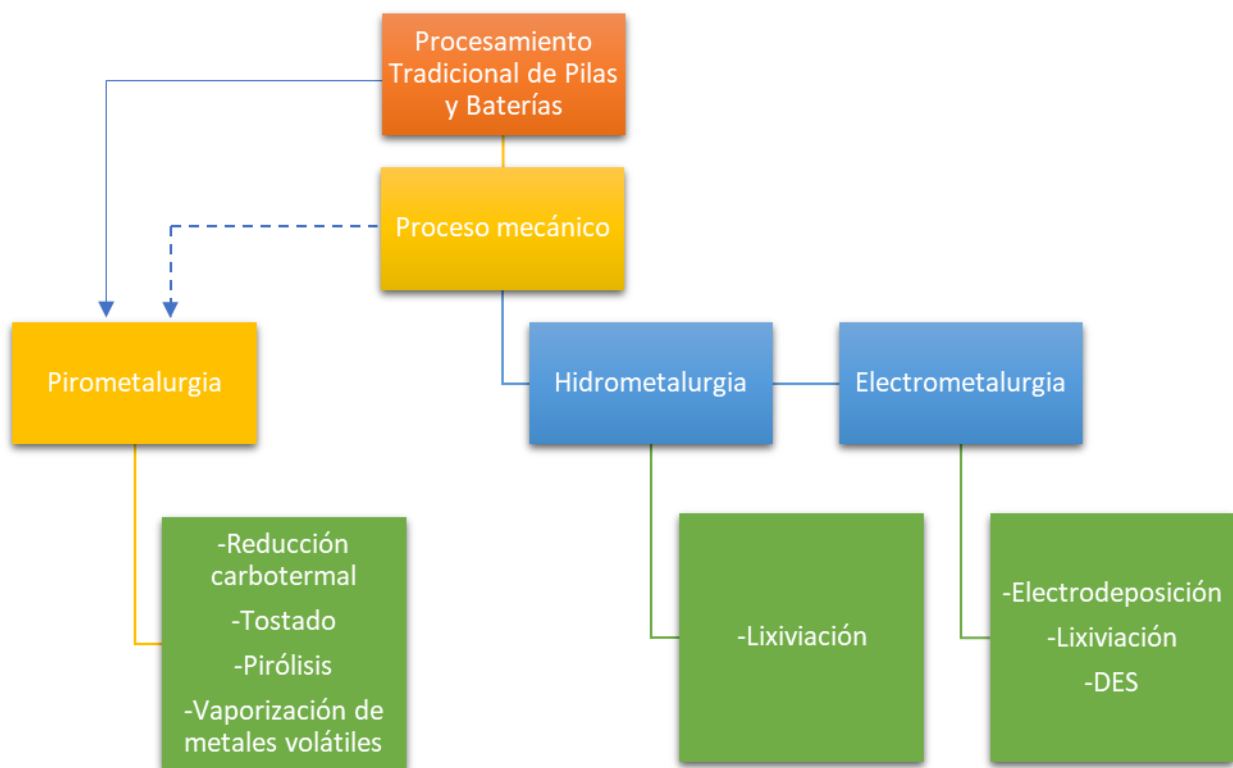 Procesamiento
Tradicional de Pilas
y Baterías
Proceso mecánico
Pirometalurgia
Hidrometalurgia
Electrometalurgia
-Reducción
carbotermal
-Tostado
-Pirólisis
-Vaporización de
metales volátiles
-Lixiviación
-Electrodeposición
-Lixiviación
-DES